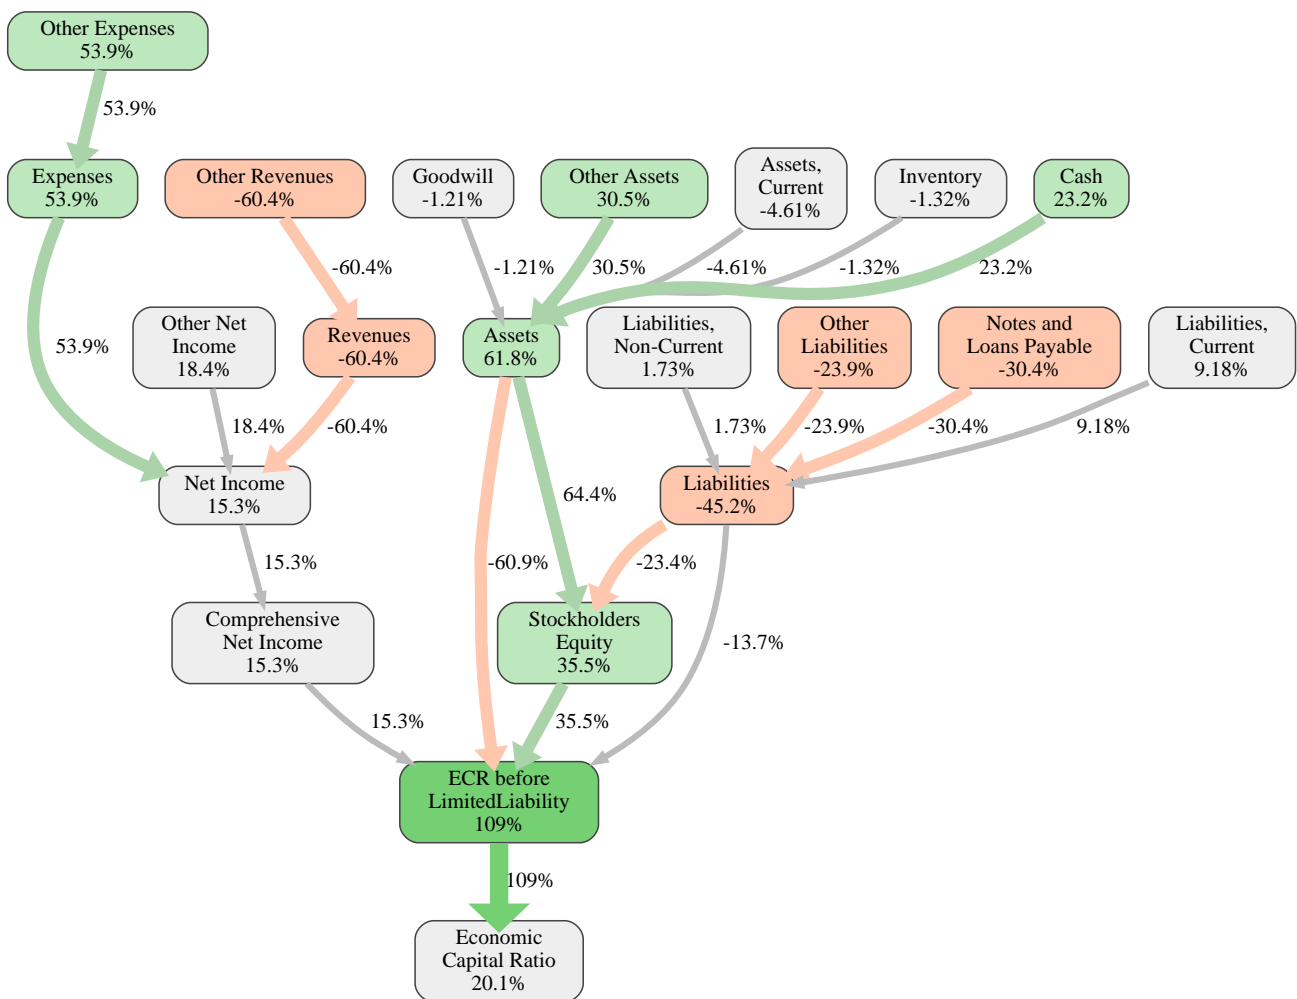 Other Expenses
53.9%
53.9%
Expenses
53.9%
Other Revenues
-60.4%
Goodwill
-1.21%
Other Assets
30.5%
Assets,
Current
-4.61%
Inventory
-1.32%
Cash
23.2%
-60.4%
-1.21%
30.5%
-4.61%
-1.32%
23.2%
53.9%
Other Net
Income
18.4%
Revenues
-60.4%
Assets
61.8%
Liabilities,
Non-Current
1.73%
Other
Liabilities
-23.9%
Notes and
Loans Payable
-30.4%
Liabilities,
Current
9.18%
18.4%
-60.4%
1.73%
-23.9%
-30.4%
9.18%
Net Income
15.3%
64.4%
Liabilities
-45.2%
15.3%
-60.9%
-23.4%
Comprehensive
Net Income
15.3%
Stockholders
Equity
35.5%
-13.7%
15.3%
35.5%
ECR before
LimitedLiability
109%
109%
Economic
Capital Ratio
20.1%